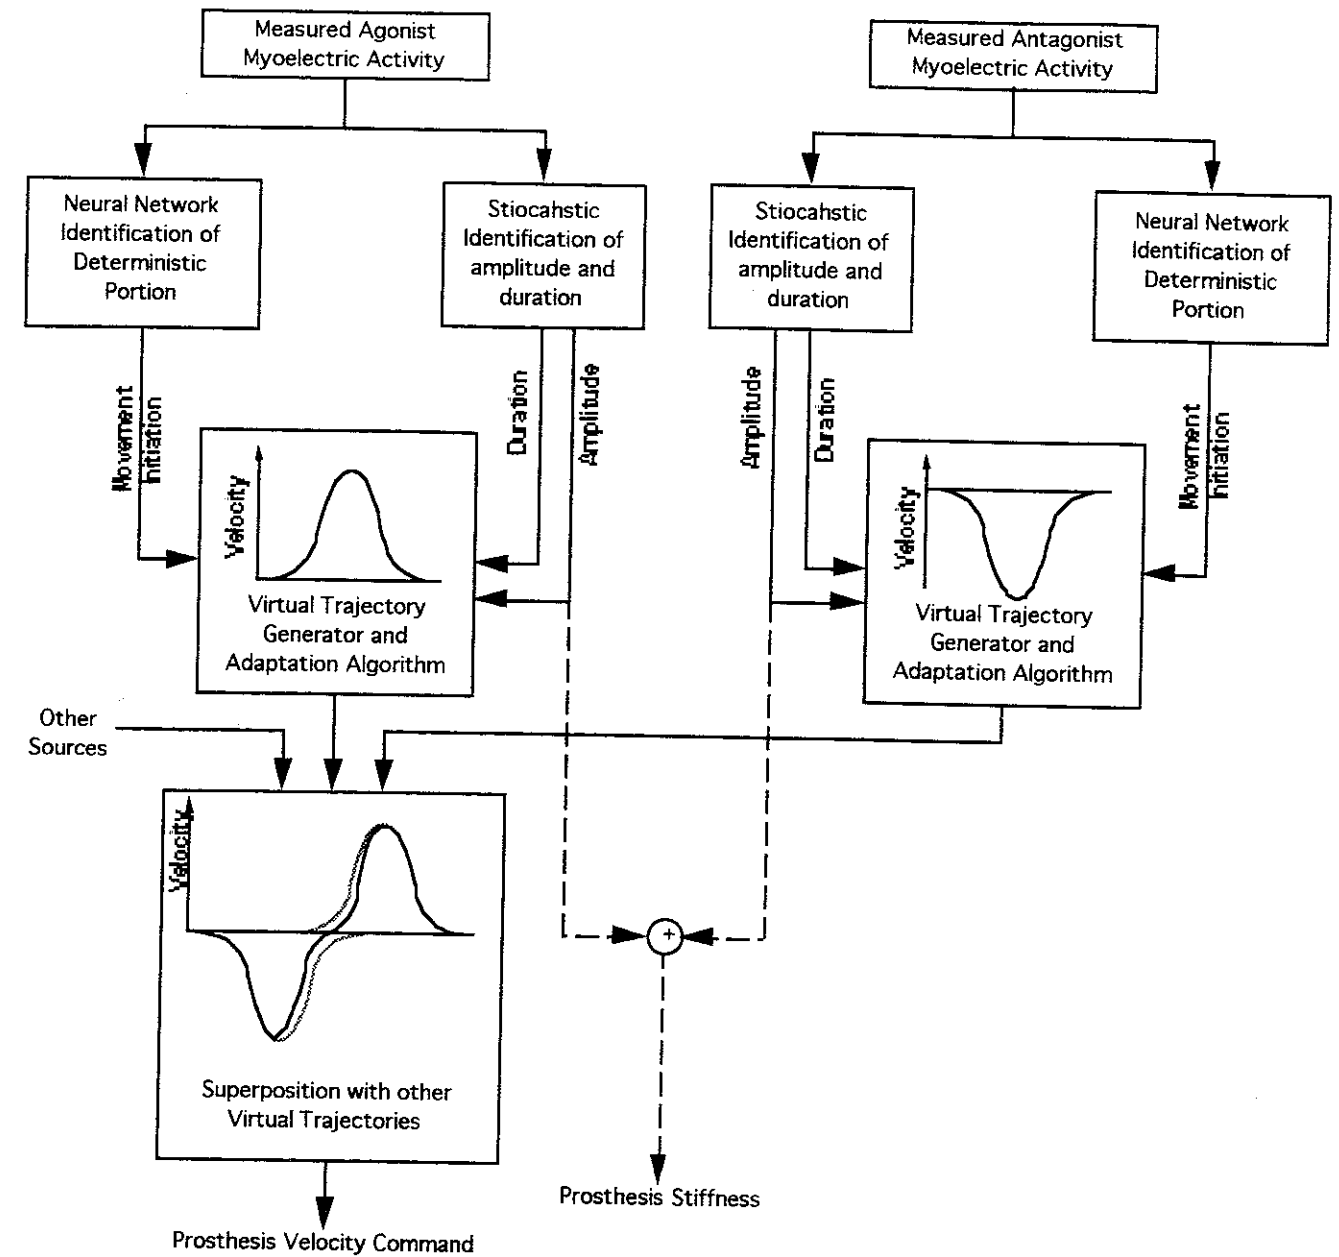 Measured Agonist
Myoelectric Activity
Measured Antagonist
Myoelectric Activity
Neural Network
Identification of
Deterministic
Portion
Stiocahstic
Identification of
amplitude and
duration
Stiocahstic
Identification of
amplitude and
duration
Neural Network
Identification of
Deterministic
Portion
Movement
Initiation
Duration
Amplitude
Amplitude
Duration
Movement
Initiation
Velocity
Virtual Trajectory
Generator and
Adaptation Algorithm
Velocity
Virtual Trajectory
Generator and
Adaptation Algorithm
Other
Sources
Velocity
Superposition with other
Virtual Trajectories
+
Prosthesis Stiffness
Prosthesis Velocity Command